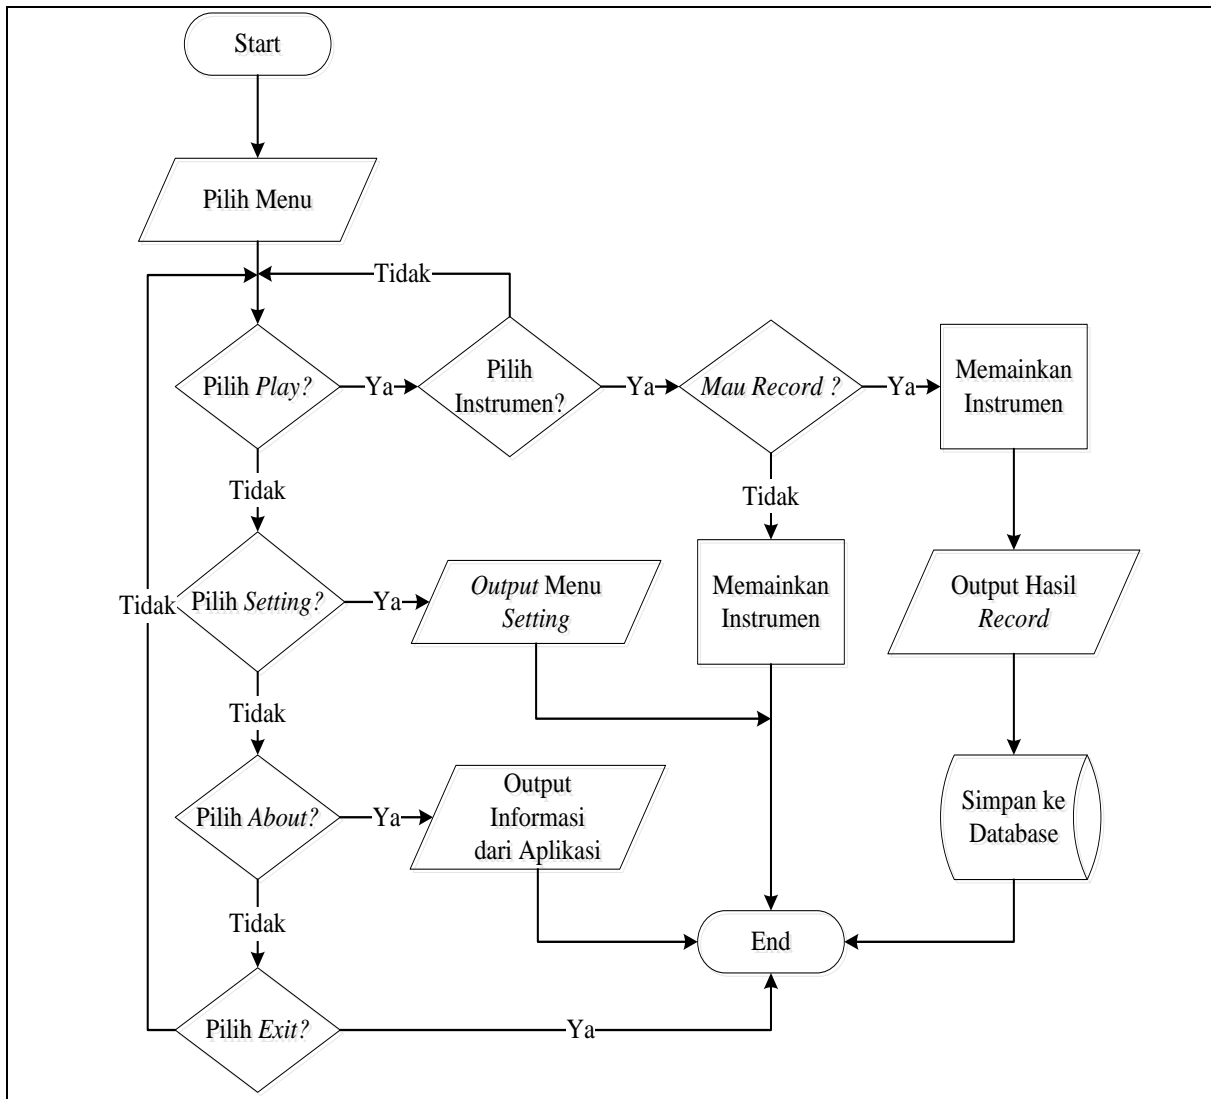 Start
Pilih Menu
Tidak
Pilih Play?
Ya
Pilih
Instrumen?
Ya
Mau Record ?
Ya
Memainkan
Instrumen
Tidak
Tidak
Tidak
Pilih Setting?
Ya
Output Menu
Setting
Memainkan
Instrumen
Output Hasil
Record
Tidak
Pilih About?
Ya
Output
Informasi
dari Aplikasi
Simpan ke
Database
Tidak
End
Pilih Exit?
Ya